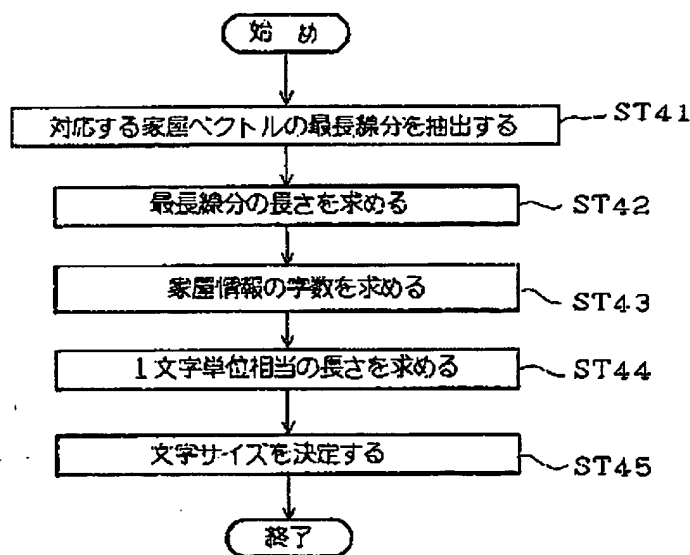 始 め
対応する家屋ベクトルの最長線分を抽出する
ST41
最長線分の長さを求める
ST42
家屋情報の字数を求める
ST43
1文字単位相当の長さを求める
ST44
文字サイズを決定する
ST45
終了